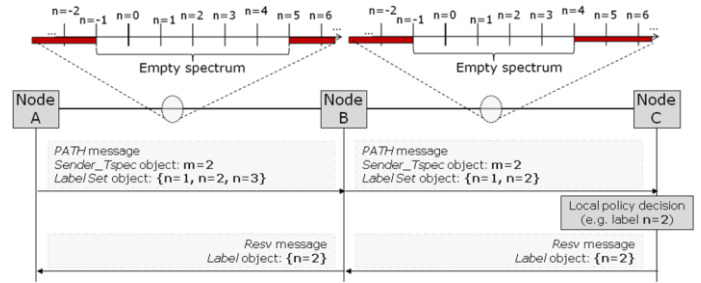 n=-2 n=-1 n=0 n=1 n=2 n=3 n=4 n=5 n=6 ...
...
Empty spectrum
n=-2 n=-1 n=0 n=1 n=2 n=3 n=4 n=5 n=6 ...
...
Empty spectrum
Node
A
Node
B
Node
C
PATH message
Sender_Tspec object: m=2
Label Set object: {n=1, n=2, n=3}
PATH message
Sender_Tspec object: m=2
Label Set object: {n=1, n=2}
Local policy decision
(e.g. label n=2)
Resv message
Label object: {n=2}
Resv message
Label object: {n=2}